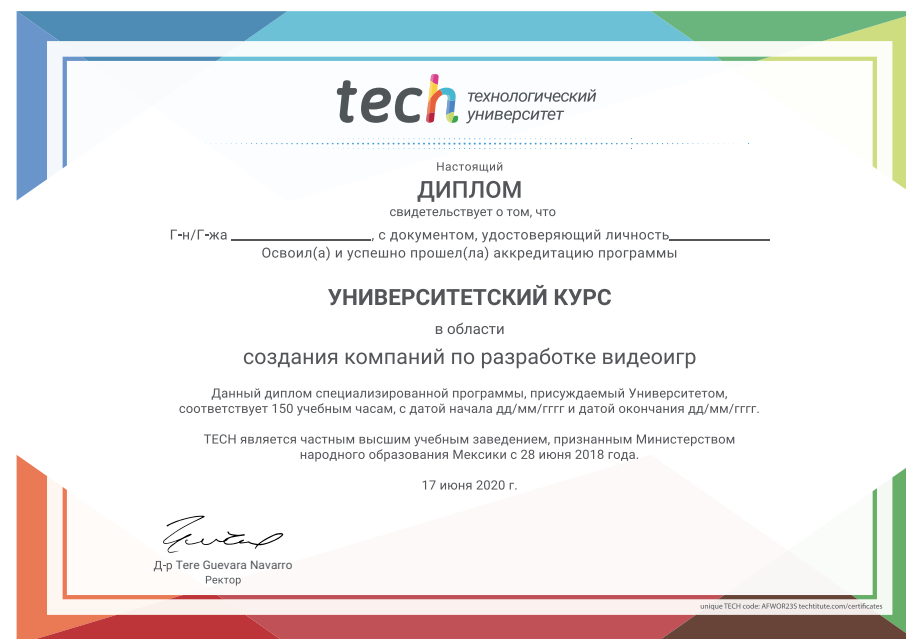 tech технологический
университет
Настоящий
ДИПЛОМ
свидетельствует о том, что
Г-н/Г-жа ____________________, с документом, удостоверяющий личность______________
Освоил(а) и успешно прошел(ла) аккредитацию программы
УНИВЕРСИТЕТСКИЙ КУРС
в области
создания компаний по разработке видеоигр
Данный диплом специализированной программы, присуждаемый Университетом,
соответствует 150 учебным часам, с датой начала дд/мм/гггг и датой окончания дд/мм/гггг.
TECH является частным высшим учебным заведением, признанным Министерством
народного образования Мексики с 28 июня 2018 года.
17 июня 2020 г.
Д-р Tere Guevara Navarro
Ректор
unique TECH code: AFWOR23S techtitute.com/certificates